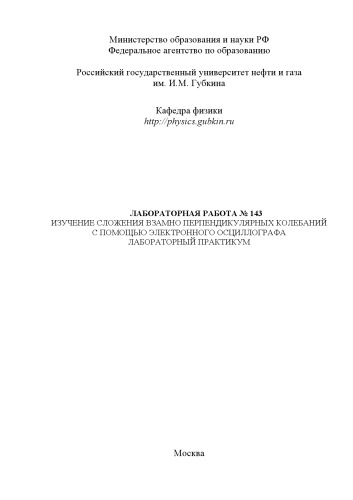 Министерство образования и науки РФ
Федеральное агентство по образованию
Российский государственный университет нефти и газа
им. И.М. Губкина
Кафедра физики
http://physics.gubkin.ru
ЛАБОРАТОРНАЯ РАБОТА № 143
ИЗУЧЕНИЕ СЛОЖЕНИЯ ВЗАМНО ПЕРПЕНДИКУЛЯРНЫХ КОЛЕБАНИЙ
С ПОМОЩЬЮ ЭЛЕКТРОННОГО ОСЦИЛЛОГРАФА
ЛАБОРАТОРНЫЙ ПРАКТИКУМ
Москва